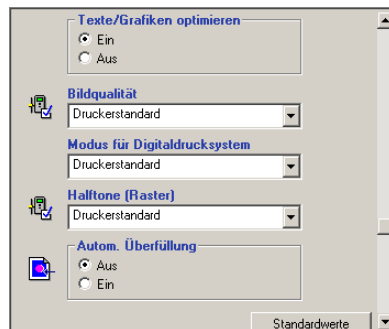 Texte/Grafiken optimieren
Ein
Aus
Bildqualität
Druckerstandard
Modus für Digitaldrucksystem
Druckerstandard
Halftone (Raster)
Druckerstandard
Autom. Überfüllung
Aus
Ein
Standardwerte